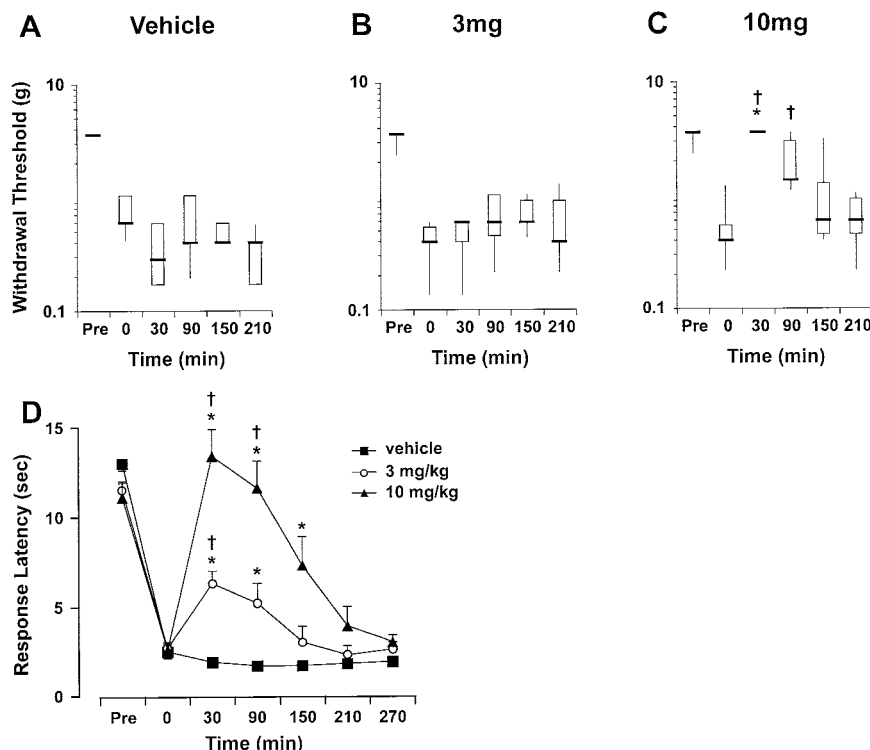 A Vehicle
B 3mg
C 10mg
Withdrawal Threshold (g)
10
0.1
Pre 0 30 90 150 210
Time (min)
10
0.1
Pre 0 30 90 150 210
Time (min)
10
† *
†
0.1
Pre 0 30 90 150 210
Time (min)
D
Response Latency (sec)
15
10
5
0
†
*
†
*
*
†
*
*
vehicle
3 mg/kg
10 mg/kg
Pre 0 30 90 150 210 270
Time (min)